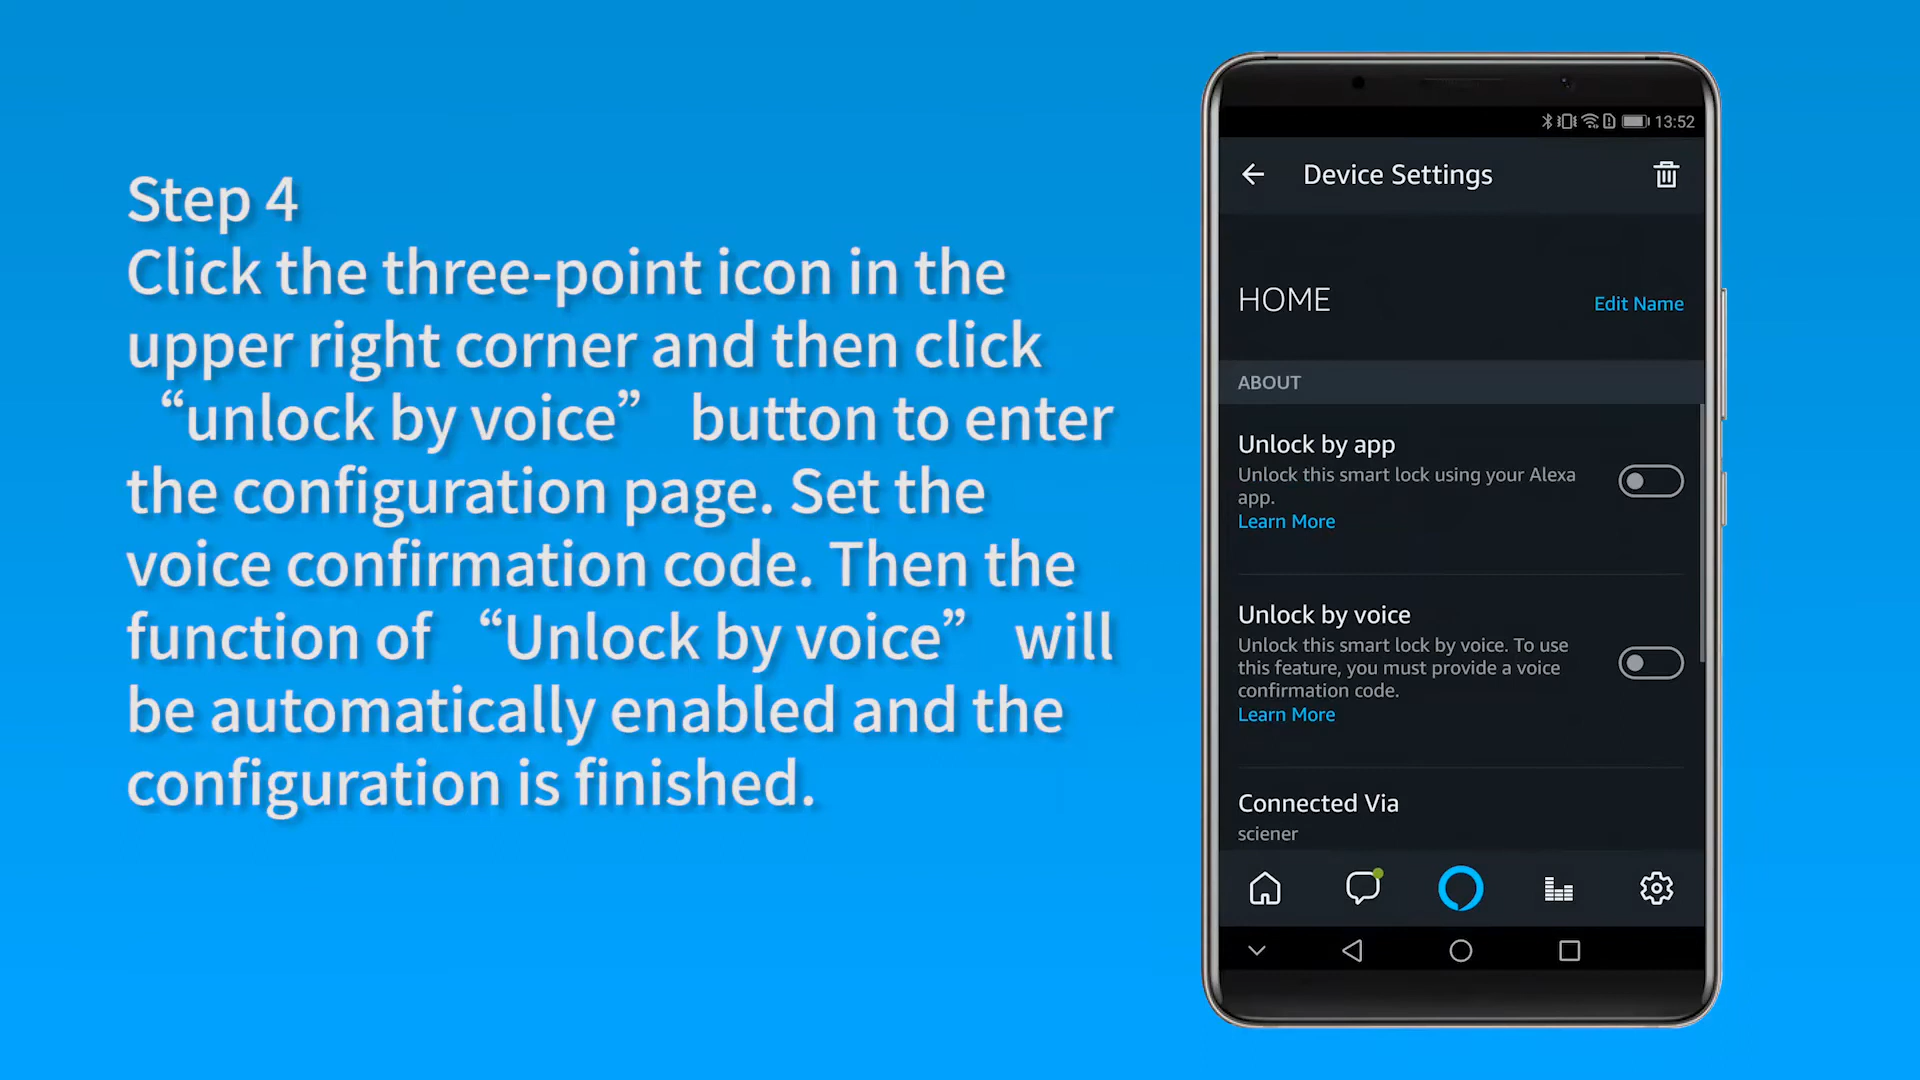 Step 4
Click the three-point icon in the
upper right corner and then click
“unlock by voice” button to enter
the configuration page. Set the
voice confirmation code. Then the
function of “Unlock by voice” will
be automatically enabled and the
configuration is finished.
13:52
Device Settings
HOME
Edit Name
ABOUT
Unlock by app
Unlock this smart lock using your Alexa
app.
Learn More
Unlock by voice
Unlock this smart lock by voice. To use
this feature, you must provide a voice
confirmation code.
Learn More
Connected Via
sciener